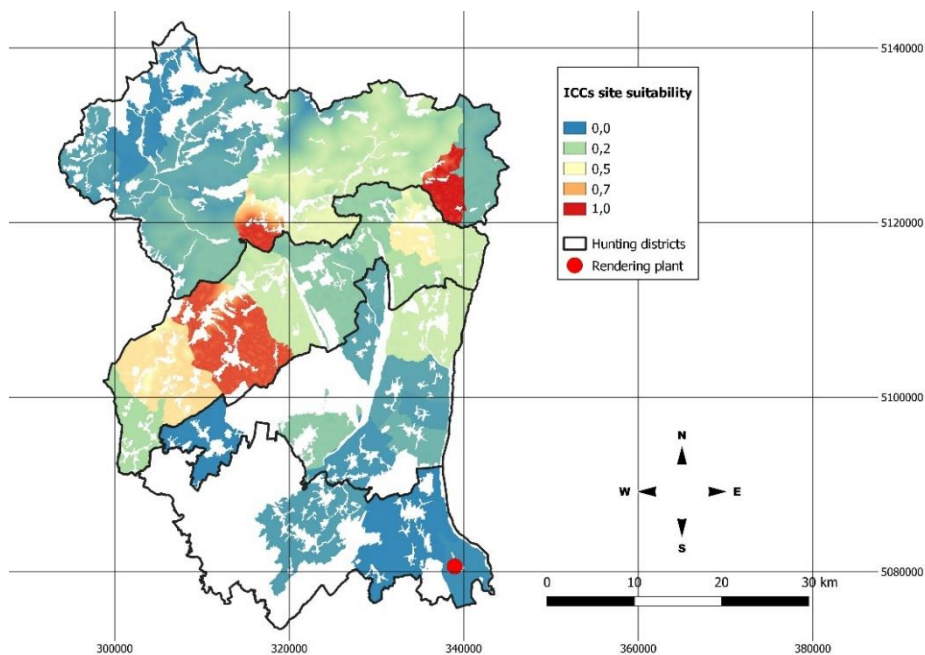 5140000
ICCs site suitability
0,0
0,2
0,5
0,7
1,0
Hunting districts
Rendering plant
5120000
5100000
N
W E
S
0 10 20 30 km
5080000
300000 320000 340000 360000 380000